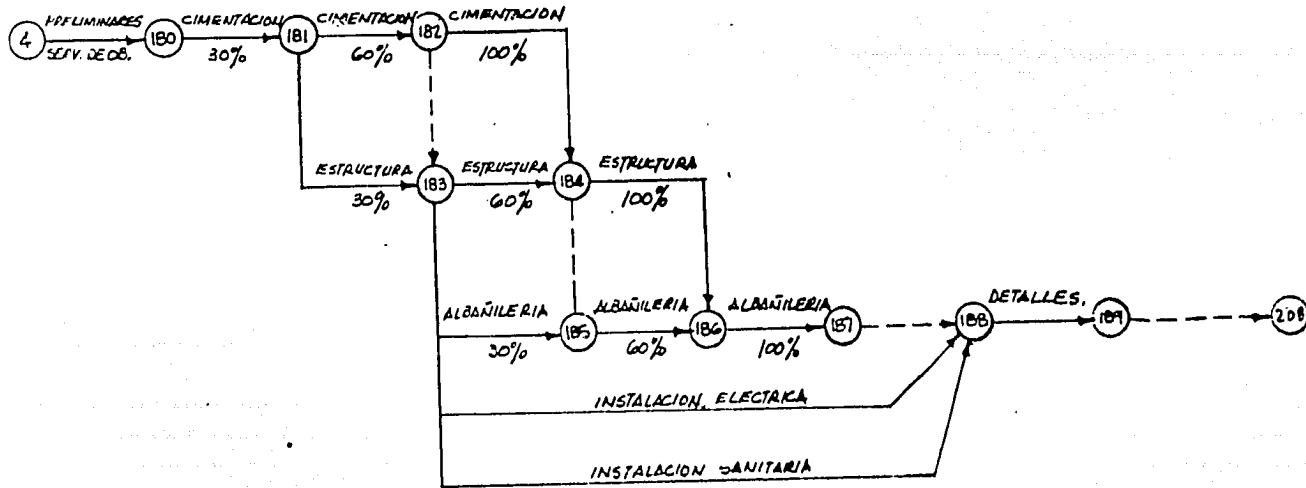 PRELIMINARES CIMENTACION CIMENTACION CIMENTACION
4 180 181 182
SERV. DE OB. 30% 60% 100%
ESTRUCTURA ESTRUCTURA ESTRUCTURA
183 184
30% 60% 100%
ALBAÑILERIA ALBAÑILERIA ALBAÑILERIA DETALLES.
185 186 187 188 189 208
30% 60% 100%
INSTALACION ELECTRICA
INSTALACION SANITARIA